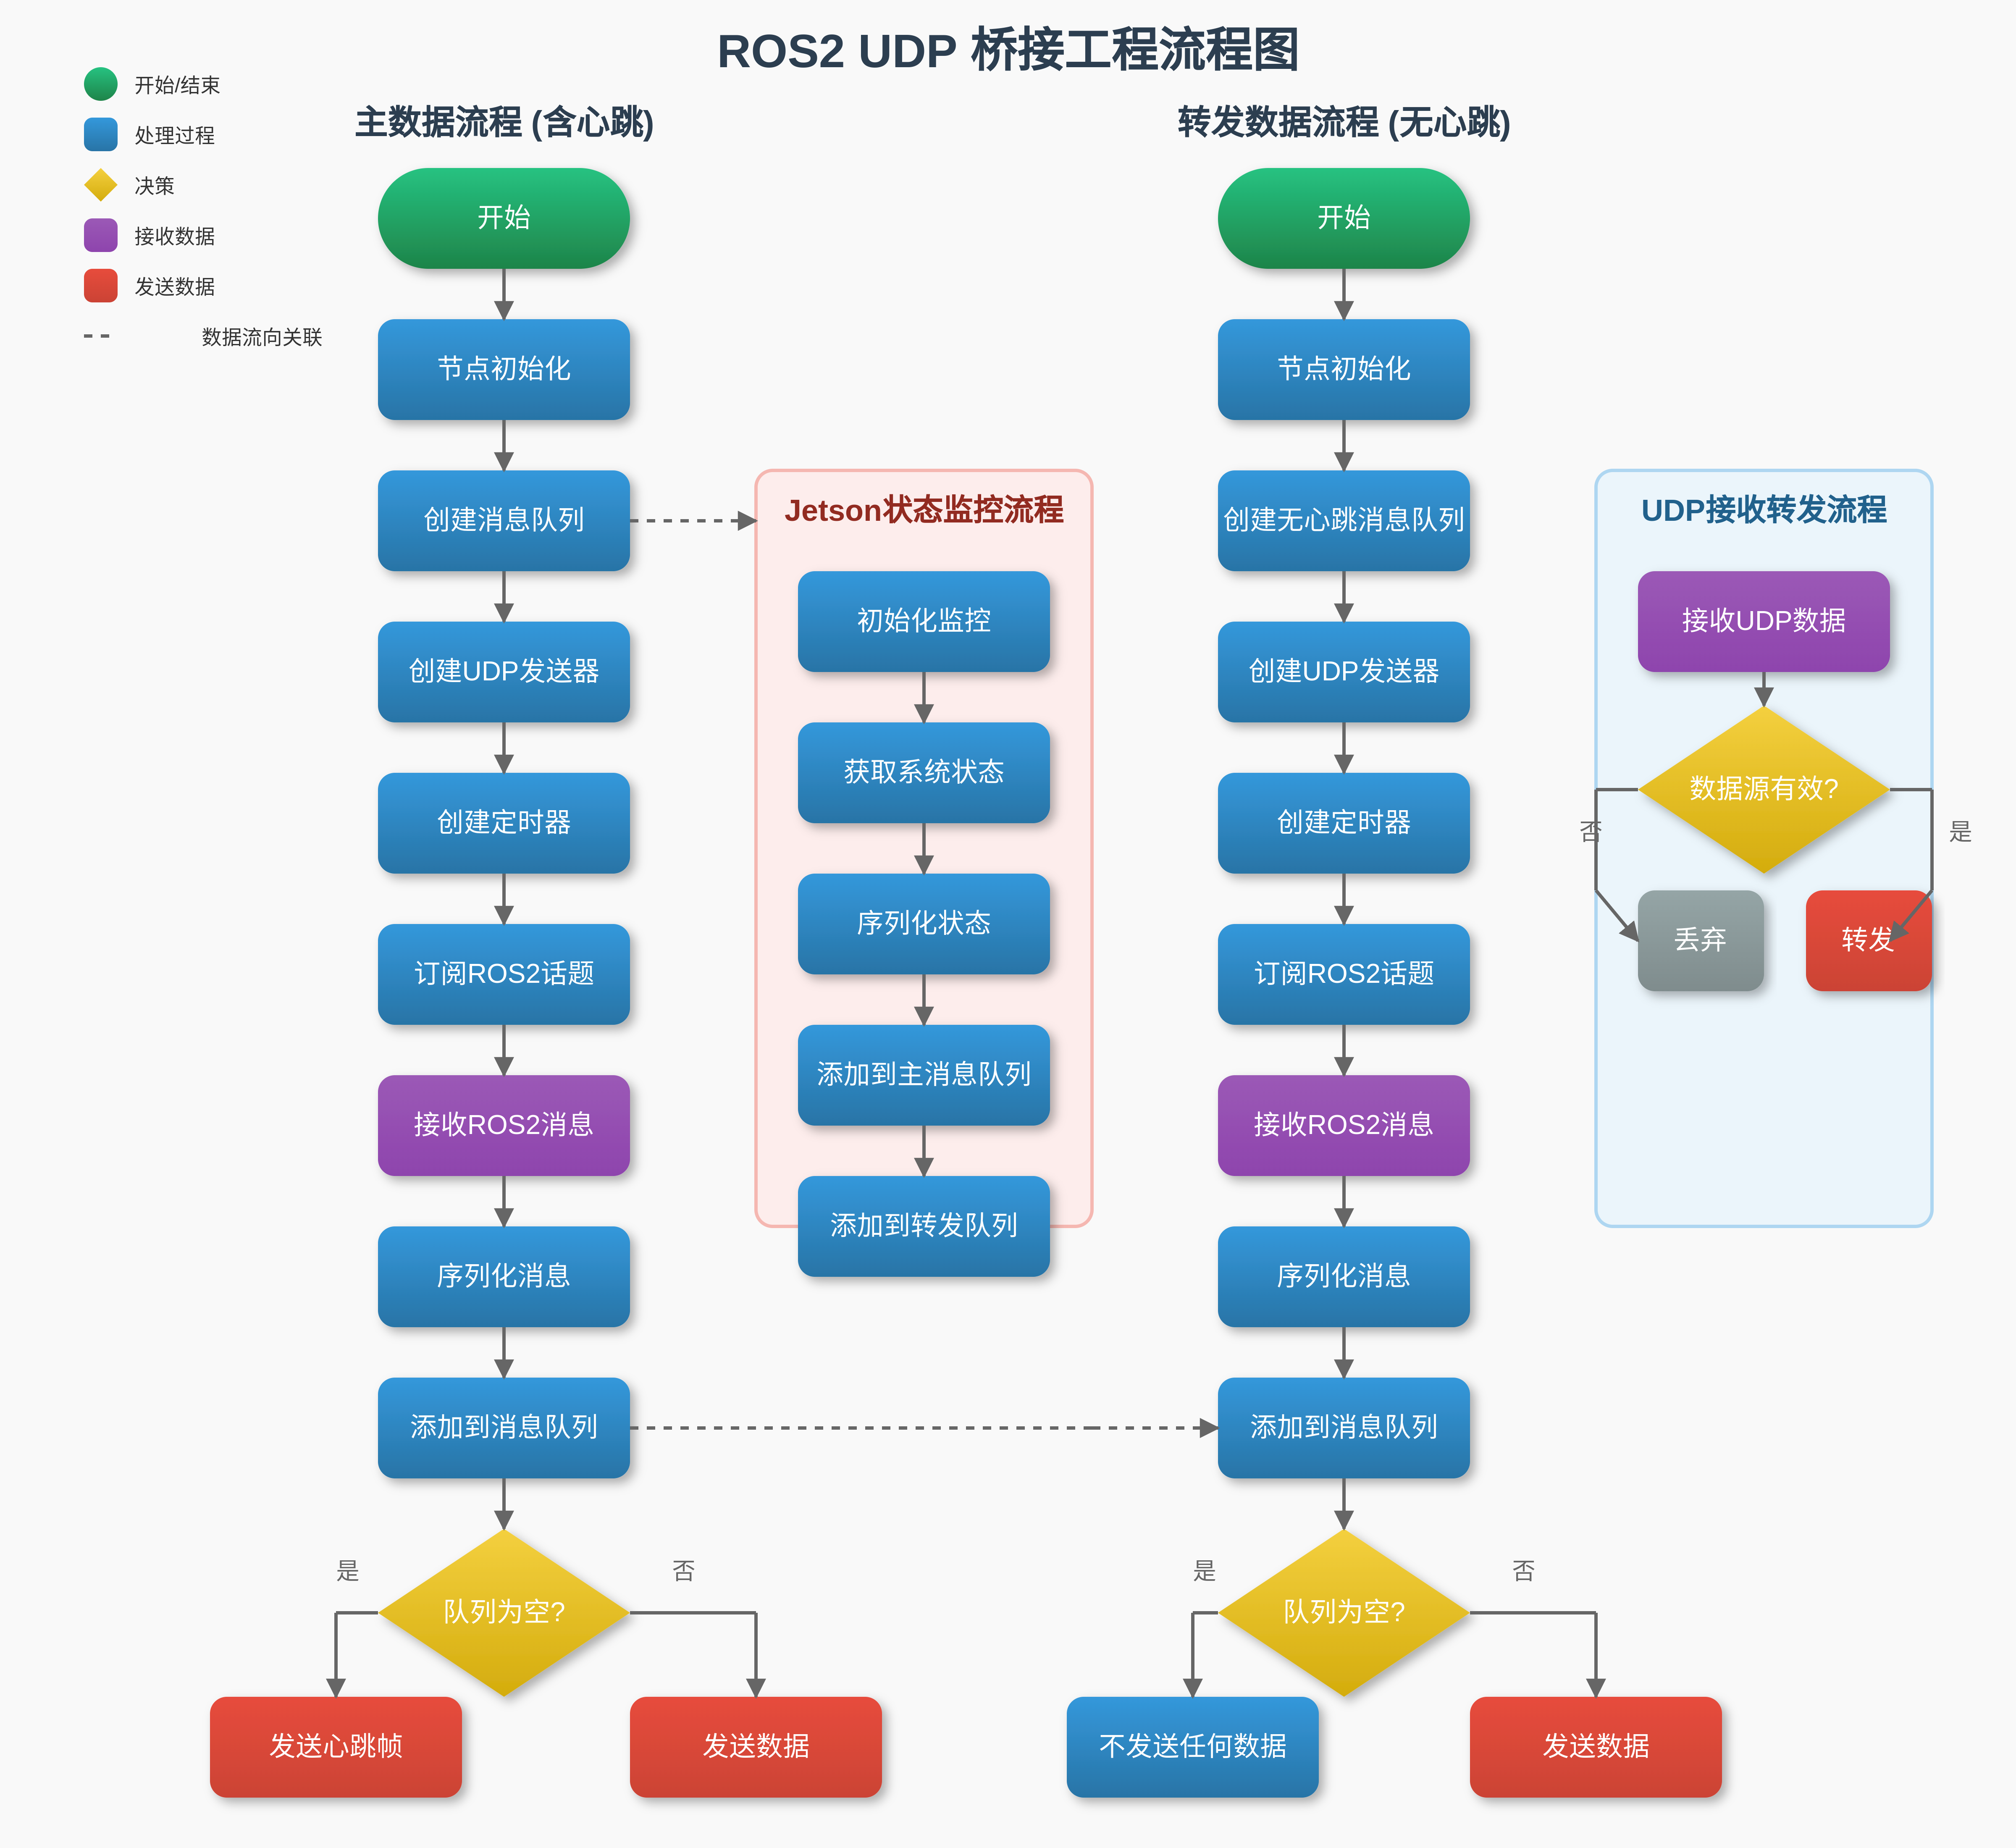 ROS2 UDP 桥接工程流程图
开始/结束
处理过程
决策
接收数据
发送数据
数据流向关联
主数据流程 (含心跳)
开始
节点初始化
创建消息队列
创建UDP发送器
创建定时器
订阅ROS2话题
接收ROS2消息
序列化消息
添加到消息队列
队列为空?
是
否
发送心跳帧
发送数据
Jetson状态监控流程
初始化监控
获取系统状态
序列化状态
添加到主消息队列
添加到转发队列
转发数据流程 (无心跳)
开始
节点初始化
创建无心跳消息队列
创建UDP发送器
创建定时器
订阅ROS2话题
接收ROS2消息
序列化消息
添加到消息队列
队列为空?
是
否
不发送任何数据
发送数据
UDP接收转发流程
接收UDP数据
数据源有效?
否
是
丢弃
转发